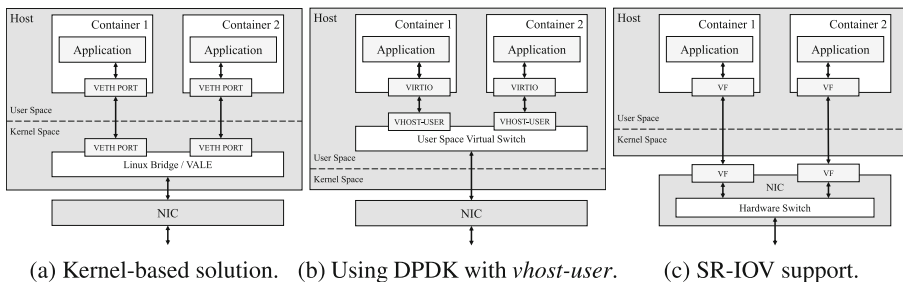 Host
Container 1
Container 2
Application
Application
VETH PORT
VETH PORT
User Space
Kernel Space
VETH PORT
VETH PORT
Linux Bridge / VALE
NIC
(a) Kernel-based solution.
Host
Container 1
Container 2
Application
Application
VIRTIO
VIRTIO
VHOST-USER
VHOST-USER
User Space Virtual Switch
User Space
Kernel Space
NIC
(b) Using DPDK with vhost-user.
Host
Container 1
Container 2
Application
Application
VF
VF
User Space
Kernel Space
VF
VF
NIC
Hardware Switch
(c) SR-IOV support.